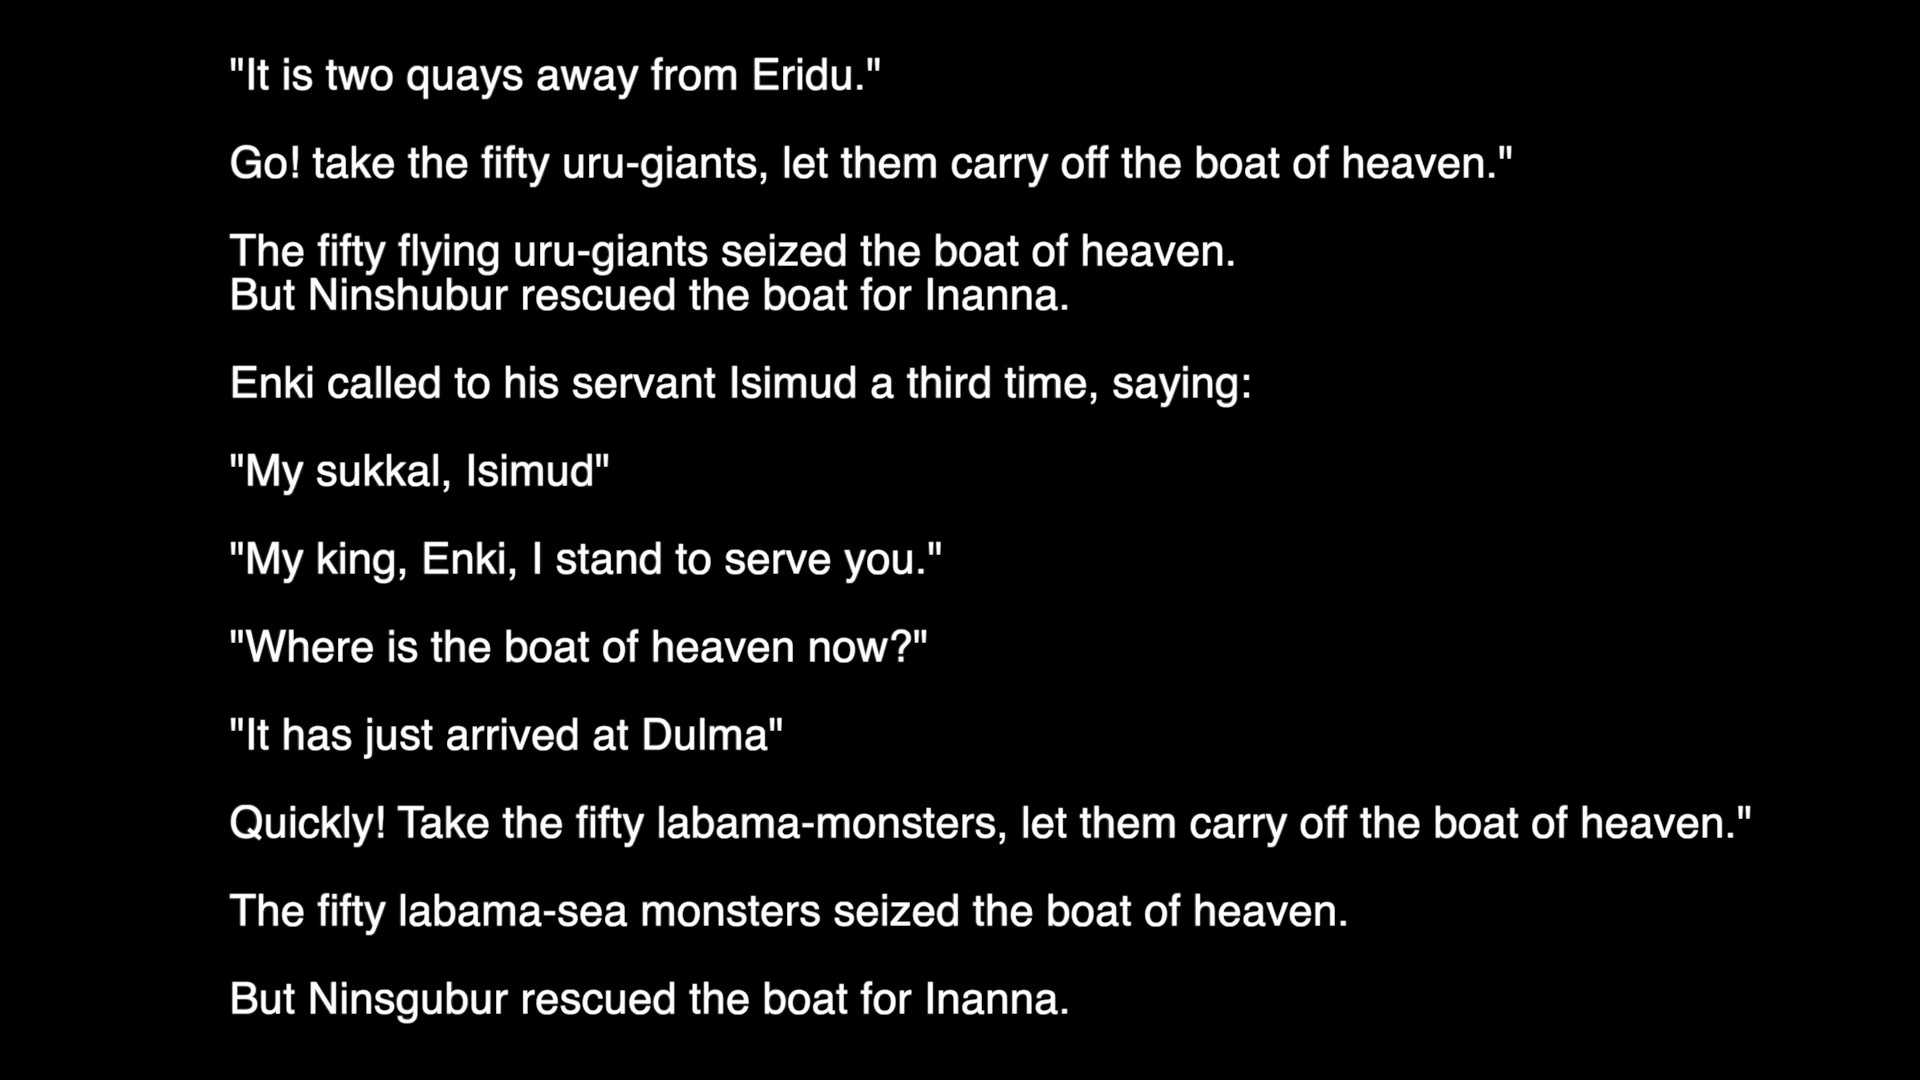 "It is two quays away from Eridu."
Go! take the fifty uru-giants, let them carry off the boat of heaven."
The fifty flying uru-giants seized the boat of heaven.
But Ninshubur rescued the boat for Inanna.
Enki called to his servant Isimud a third time, saying:
"My sukkal, Isimud"
"My king, Enki, I stand to serve you."
"Where is the boat of heaven now?"
"It has just arrived at Dulma"
Quickly! Take the fifty labama-monsters, let them carry off the boat of heaven."
The fifty labama-sea monsters seized the boat of heaven.
But Ninsgubur rescued the boat for Inanna.